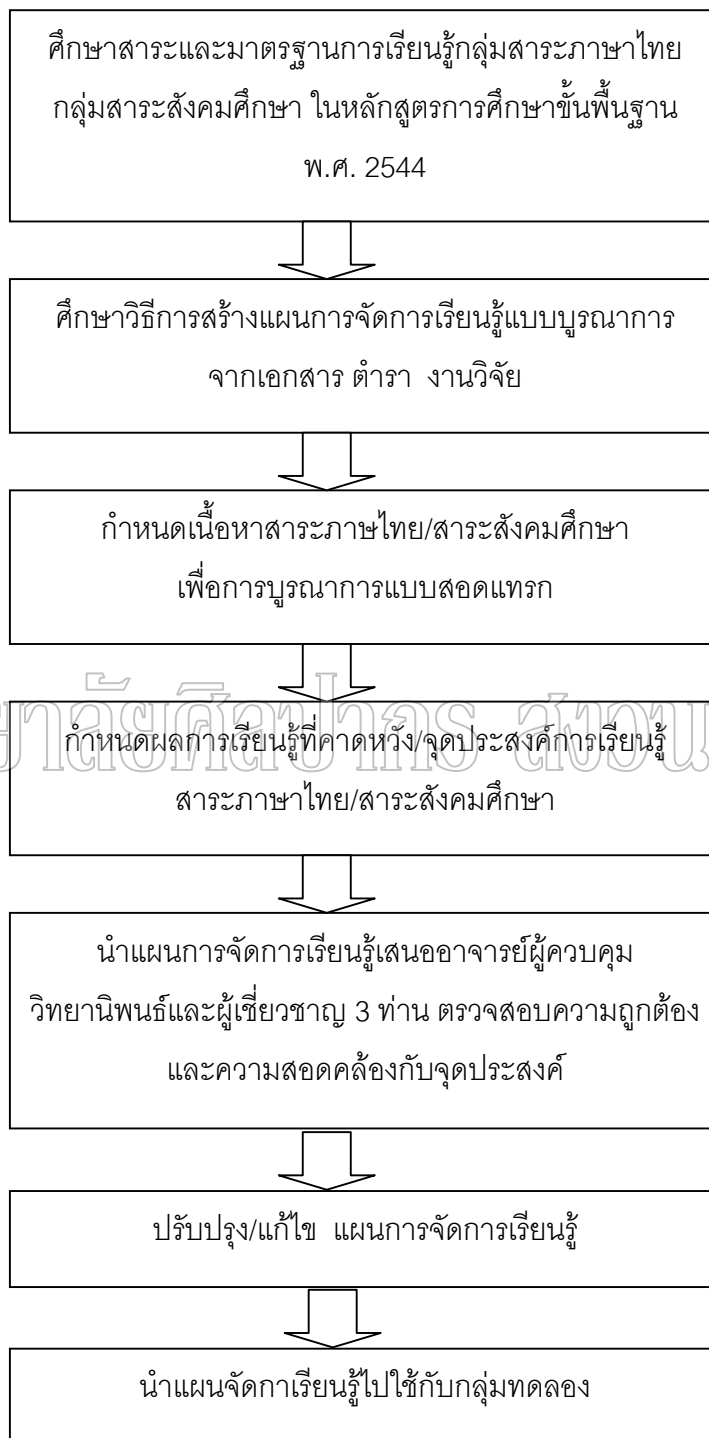 ศึกษาสาระและมาตรฐานการเรียนรู้กลุ่มสาระภาษาไทย
กลุ่มสาระสังคมศึกษา ในหลักสูตรการศึกษาขั้นพื้นฐาน
พ.ศ. 2544
ศึกษาวิธีการสร้างแผนการจัดการเรียนรู้แบบบูรณาการ
จากเอกสาร ตำรา งานวิจัย
กำหนดเนื้อหาสาระภาษไทย/สาระสังคมศึกษา
เพื่อการบูรณาการแบบสอดแทรก
ยาลัยศิลปากร สงวน
กำหนดผลการเรียนรู้ที่คาดหวัง/จุดประสงค์การเรียนรู้
สาระภาษาไทย/สาระสังคมศึกษา
นำแผนการจัดการเรียนรู้เสนออาจารย์ผู้ควบคุม
วิทยานิพนธ์และผู้เชี่ยวชาญ 3 ท่าน ตรวจสอบความถูกต้อง
และความสอดคล้องกับจุดประสงค์
ปรับปรุง/แก้ไข แผนการจัดการเรียนรู้
นำแผนจัดกาเรียนรู้ไปใช้กับกลุ่มทดลอง